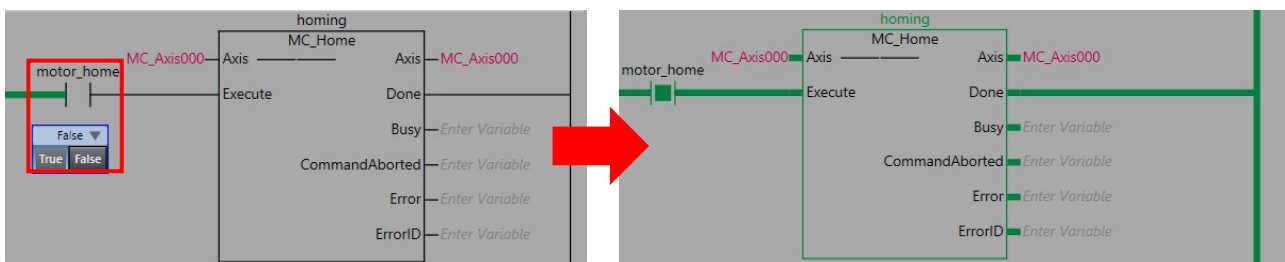 homing
MC_Home
MC_Axis000 Axis Axis MC_Axis000
motor_home
Execute Done
False
True False
Busy Enter Variable
CommandAborted Enter Variable
Error Enter Variable
ErrorID Enter Variable
homing
MC_Home
MC_Axis000 Axis Axis MC_Axis000
motor_home
Execute Done
Busy Enter Variable
CommandAborted Enter Variable
Error Enter Variable
ErrorID Enter Variable